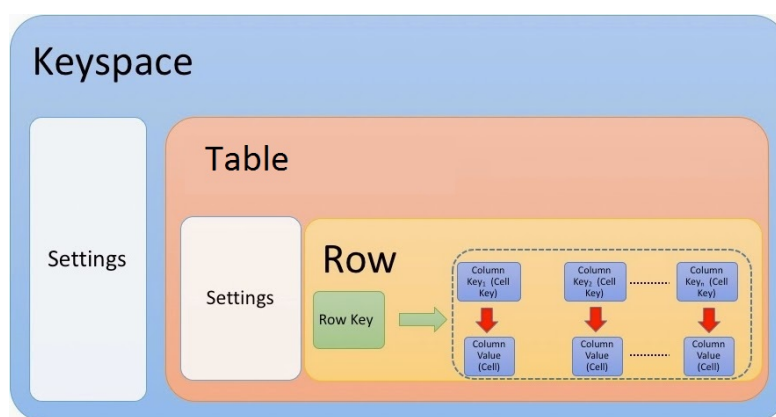 Keyspace
Table
Settings
Settings
Row
Row Key
Column
Key₁ (Cell
Key)
Column
Key₂ (Cell
Key)
Column
Keyₙ (Cell
Key)
Column
Value
(Cell)
Column
Value
(Cell)
Column
Value
(Cell)